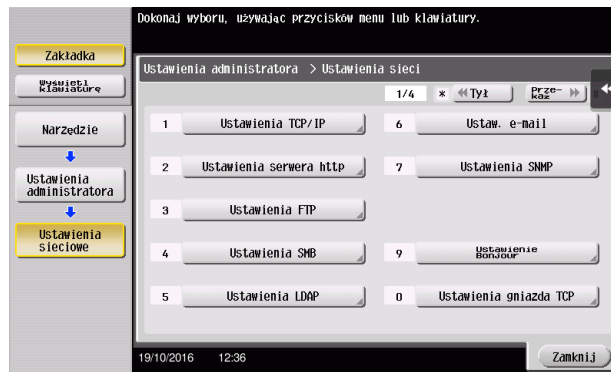 Dokonaj wyboru, używając przycisków menu lub klawiatury.
Zakładka
Wyświetl
klawiaturę
Narzędzie
Ustawienia
administratora
Ustawienia
sieciowe
Ustawienia administratora > Ustawienia sieci
1/4 * Tył Prze-
każ
1 Ustawienia TCP/IP
2 Ustawienia serwera http
3 Ustawienia FTP
4 Ustawienia SMB
5 Ustawienia LDAP
6 Ustaw. e-mail
7 Ustawienia SNMP
9 Ustawienie
Bonjour
0 Ustawienia gniazda TCP
19/10/2016 12:36
Zamknij